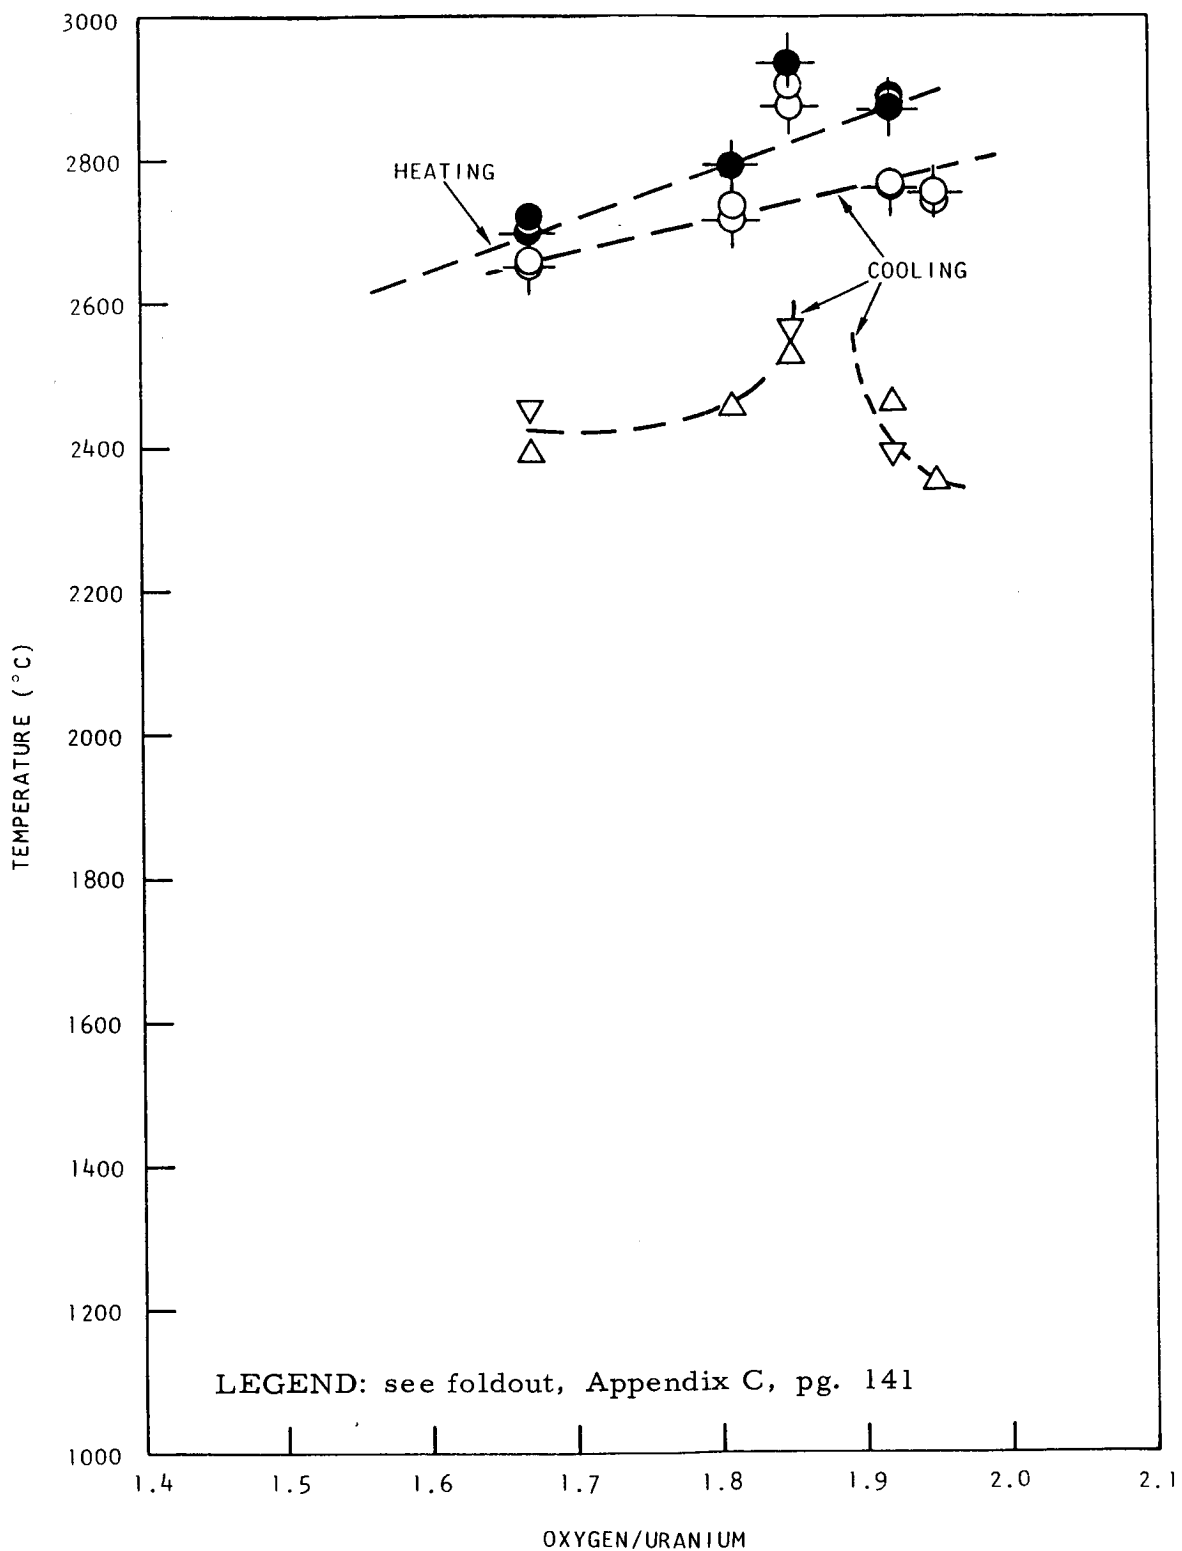 3000
2800
2600
2400
2200
2000
1800
1600
1400
1200
1000
TEMPERATURE (°C)
HEATING
COOLING
LEGEND: see foldout, Appendix C, pg. 141
1.4 1.5 1.6 1.7 1.8 1.9 2.0 2.1
OXYGEN/URANIUM